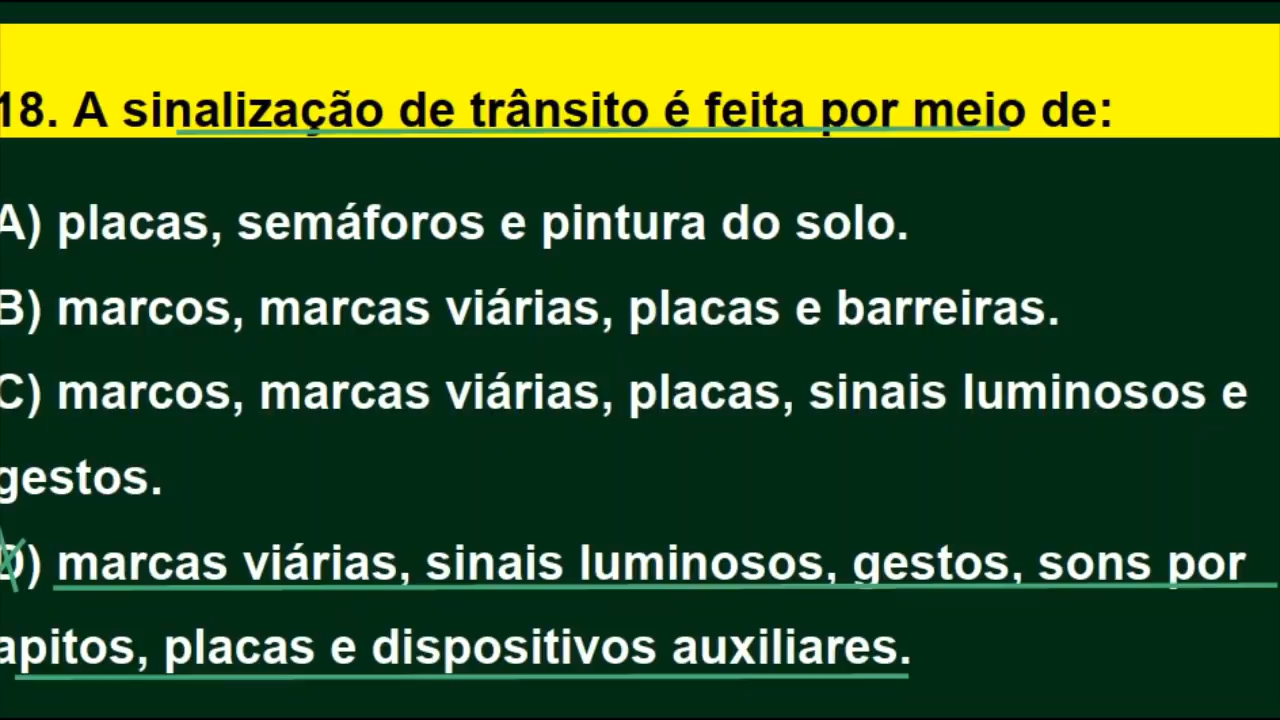 18. A sinalização de trânsito é feita por meio de:
A) placas, semáforos e pintura do solo.
B) marcos, marcas viárias, placas e barreiras.
C) marcos, marcas viárias, placas, sinais luminosos e
gestos.
D) marcas viárias, sinais luminosos, gestos, sons por
apitos, placas e dispositivos auxiliares.